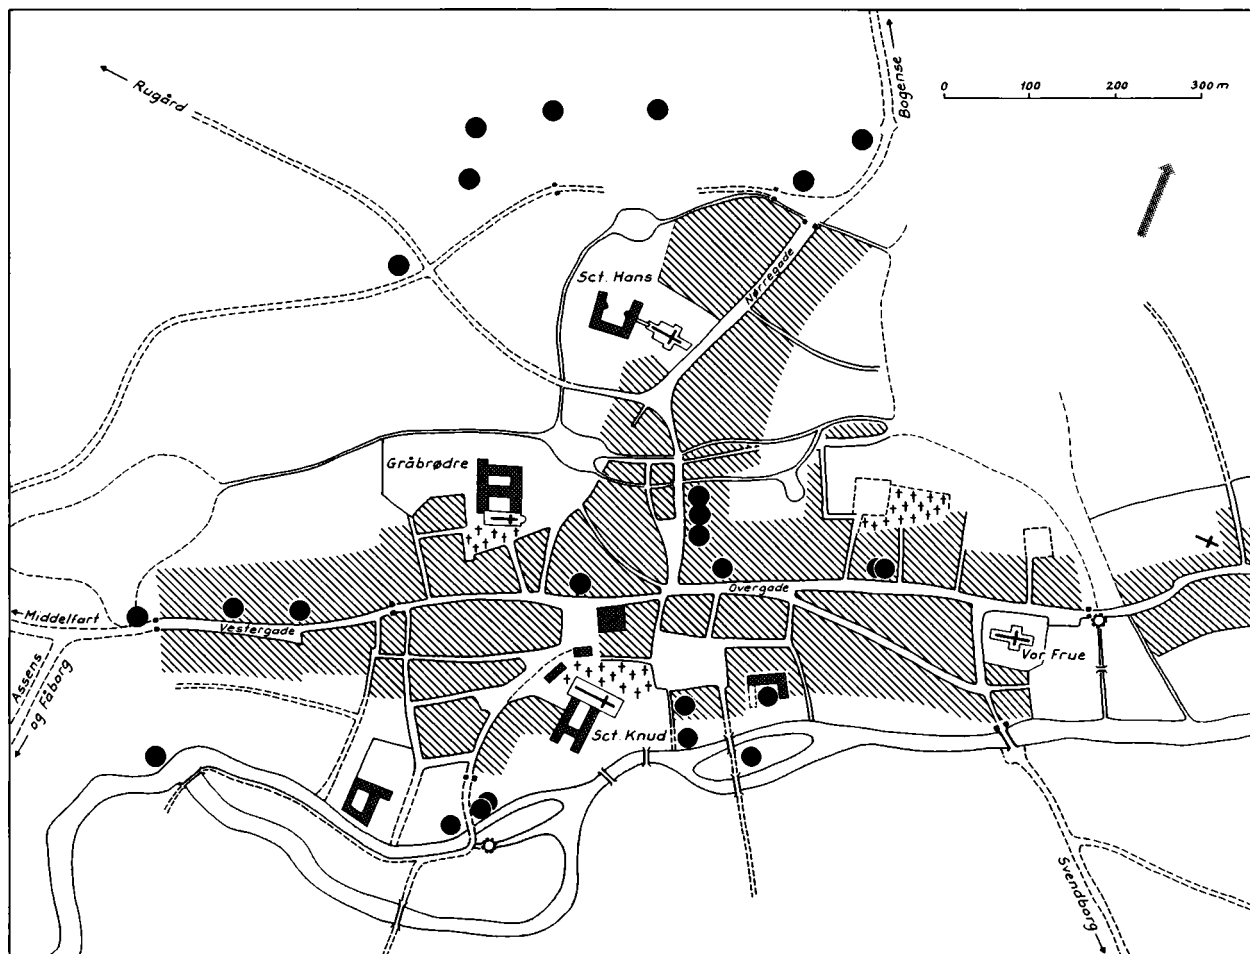 Rugård
Bogense
0 100 200 300 m
Sct. Hans
Nørregade
Gråbrødre
Overgade
Middelfart
Vestergade
Assens
og Fåborg
Vor Frue
Sct. Knud
Svendborg